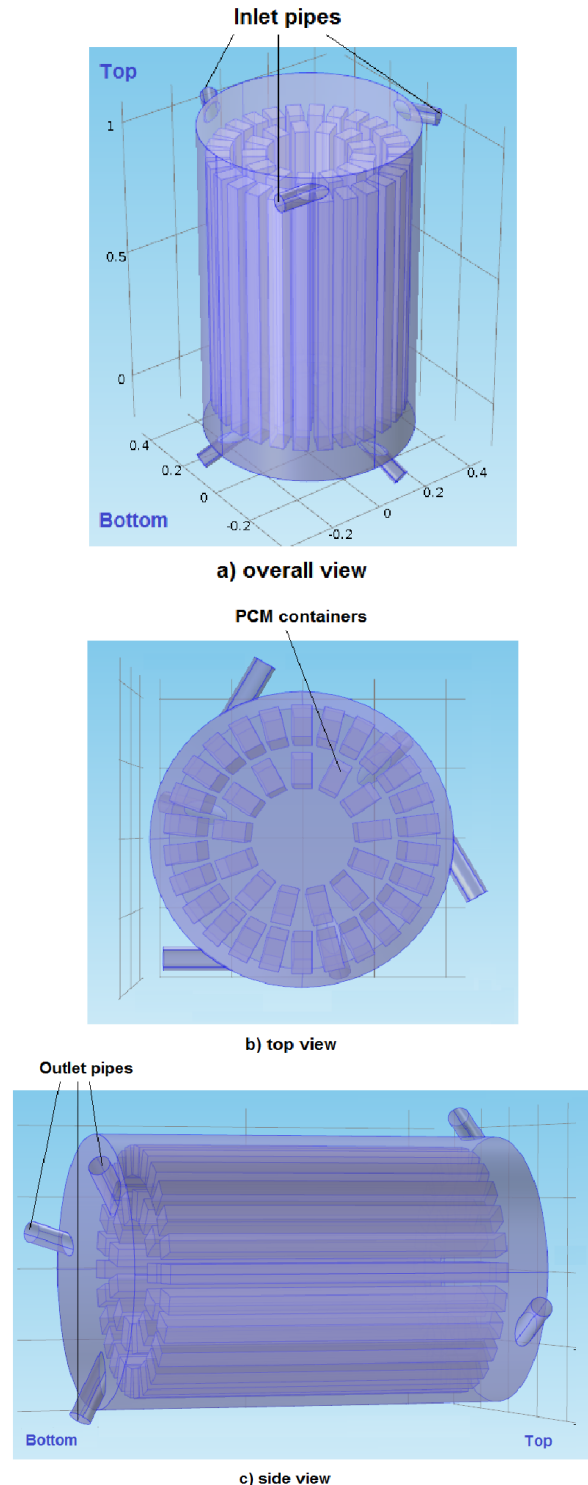 Inlet pipes
Top
1
0.5
0
0.4
0.2
0
-0.2
-0.2
0
0.2
0.4
Bottom
a) overall view
PCM containers
b) top view
Outlet pipes
Bottom
Top
c) side view